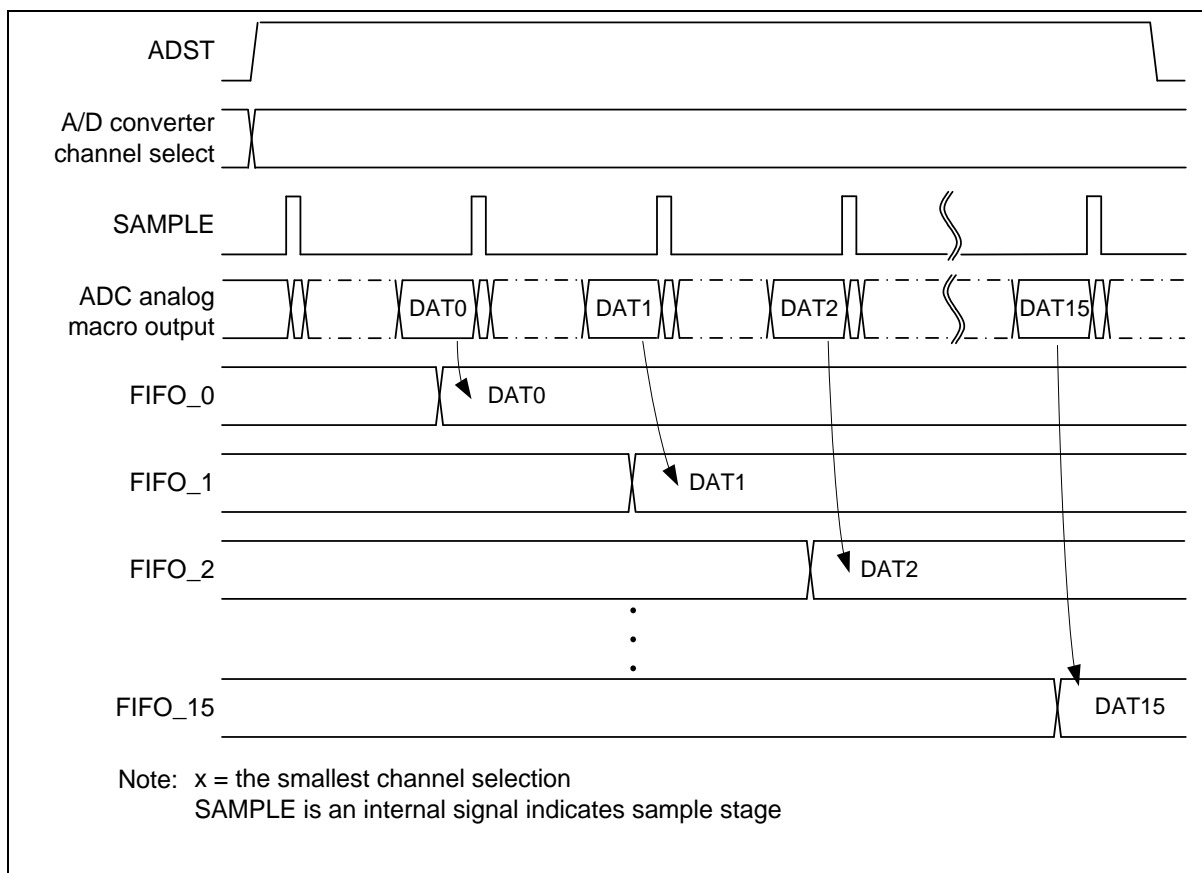 ADST
A/D converter
channel select
SAMPLE
ADC analog
macro output
DAT0
DAT1
DAT2
DAT15
FIFO_0
DAT0
FIFO_1
DAT1
FIFO_2
DAT2
FIFO_15
DAT15
Note: x = the smallest channel selection
SAMPLE is an internal signal indicates sample stage